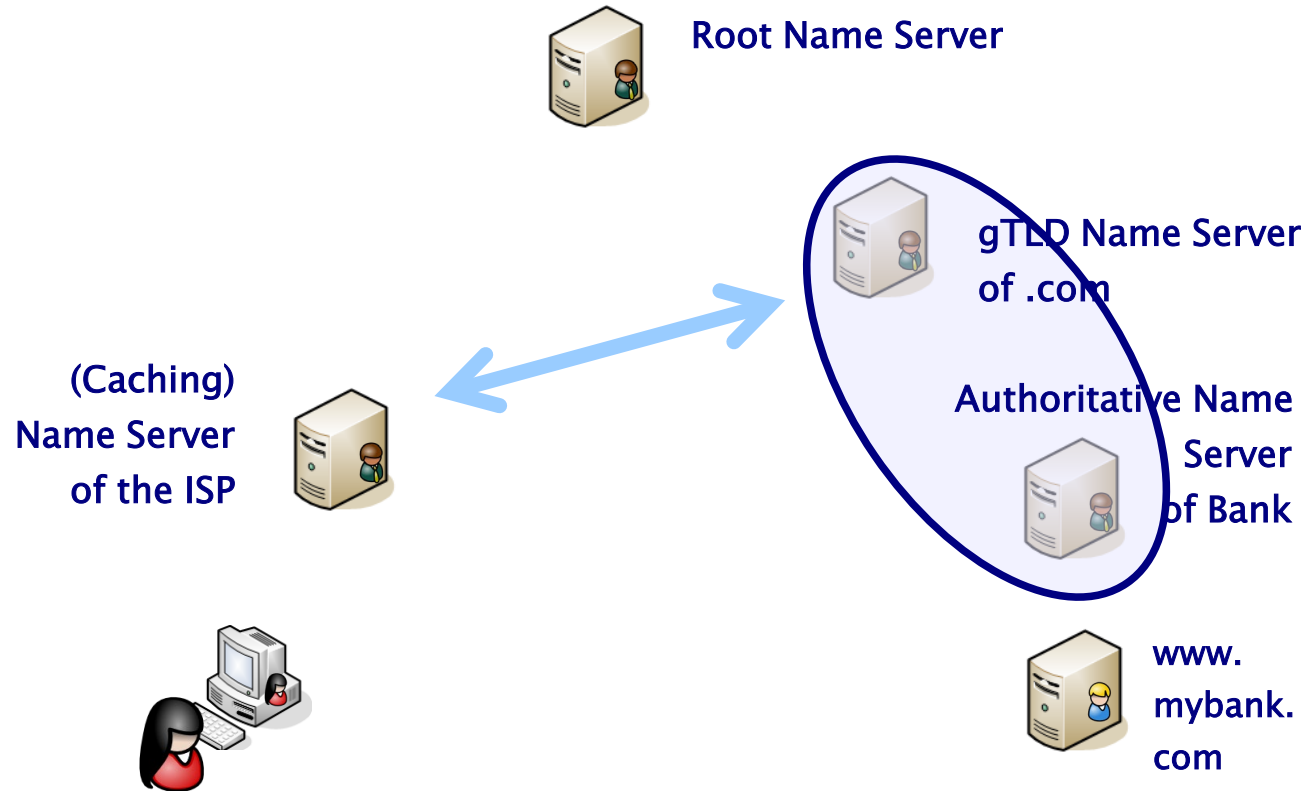 Root Name Server
gTLD Name Server
of .com
(Caching)
Name Server
of the ISP
Authoritative Name
Server
of Bank
www.
mybank.
com